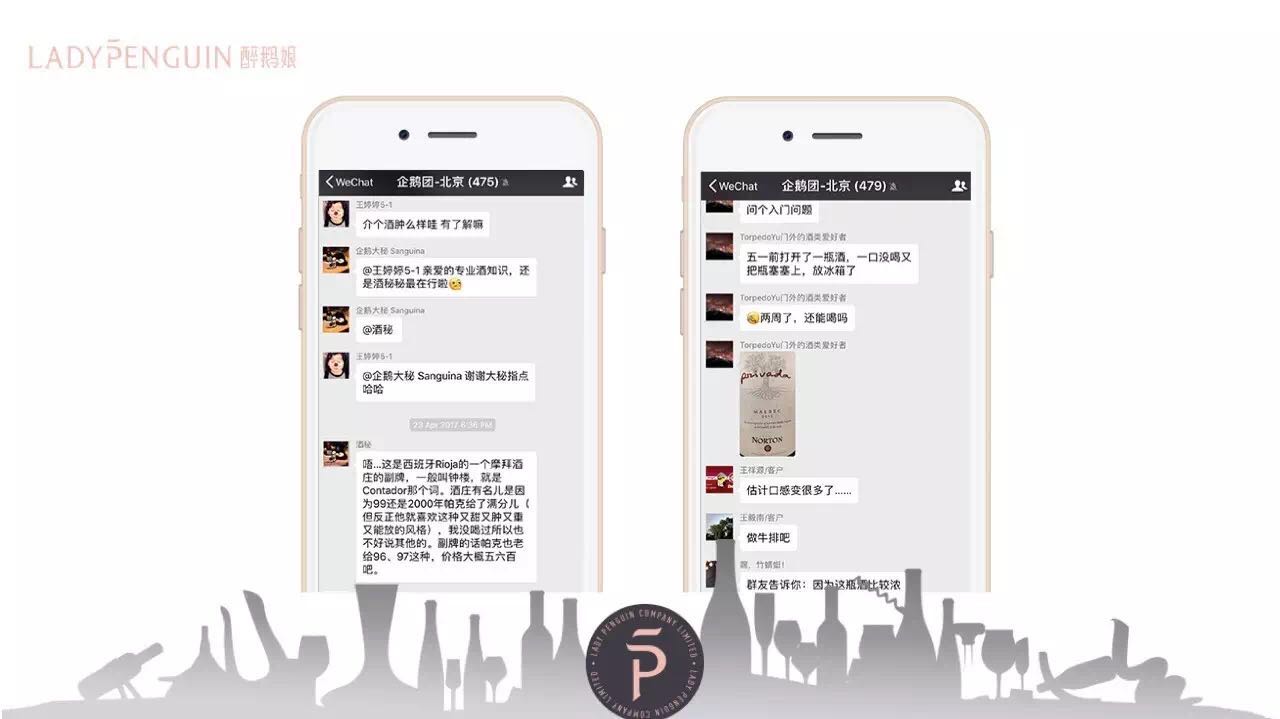 LADY PENGUIN 醉鹅娘
WeChat 企鹅团-北京 (475)
王婷婷5-1
介个酒肿么样哇 有了解嘛
企鹅大秘 Sanguina
@王婷婷5-1 亲爱的专业酒知识，还
是酒秘秘最在行啦
企鹅大秘 Sanguina
@酒秘
王婷婷5-1
@企鹅大秘 Sanguina 谢谢大秘指点
哈哈
23 Apr 2017 6:36 PM
酒秘
唔...这是西班牙Rioja的一个摩拜酒
庄的副牌，一般叫钟楼，就是
Contador那个词。酒庄有名儿是因
为99还是2000年帕克给了满分儿（
但反正他就喜欢这种又甜又肿又重
又能放的风格），我没喝过所以也
不好说其他的。副牌的话帕克也老
给96、97这种，价格大概五六百
吧。
WeChat 企鹅团-北京 (479)
问个入门问题
TorpedoYu门外的酒类爱好者
五一前打开了一瓶酒，一口没喝又
把瓶塞塞上，放冰箱了
TorpedoYu门外的酒类爱好者
两周了，还能喝吗
TorpedoYu门外的酒类爱好者
privada
MALBEC
NORTON
王祥源/客户
估计口感变很多了......
王毅南/客户
做牛排吧
嘿，竹蜻蜓！
群友告诉你：因为这瓶酒比较浓
LADY PENGUIN COMPANY LIMITED
LADY PENGUIN COMPANY LIMITED